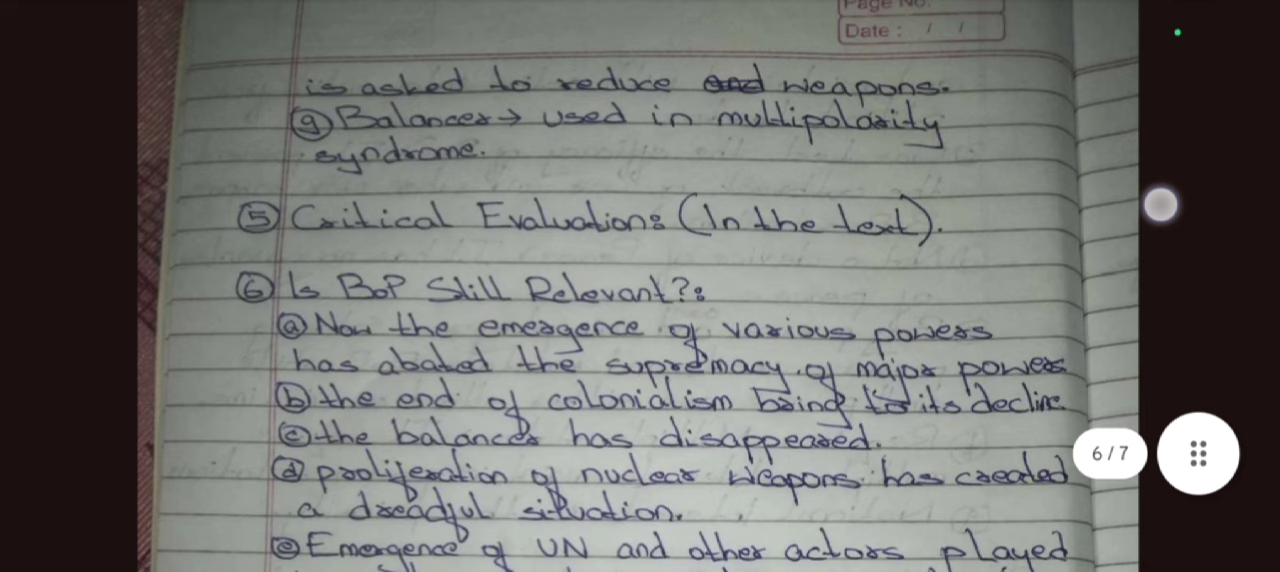 Page No.
Date : / /
is asked to reduce and weapons.
(g) Balancer → used in multipolarity
syndrome.
(5) Critical Evaluation: (In the text).
(6) Is BoP Still Relevant?:
(a) Now the emergence of various powers
has abated the supremacy of major powers
(b) the end of colonialism bring to its decline
(c) the balancer has disappeared.
(d) proliferation of nuclear weapons has created
a dreadful situation.
(e) Emergence of UN and other actors played
6 / 7